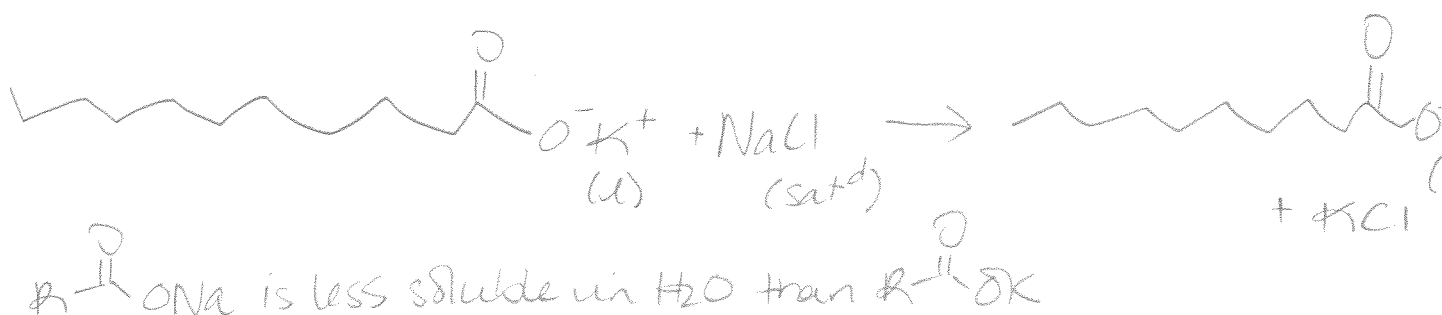 O O
O⁻K⁺ + NaCl → O⁻
(l) (satᵈ) (
+ KCl
O O
R ONa is less soluble in H2O than R OK